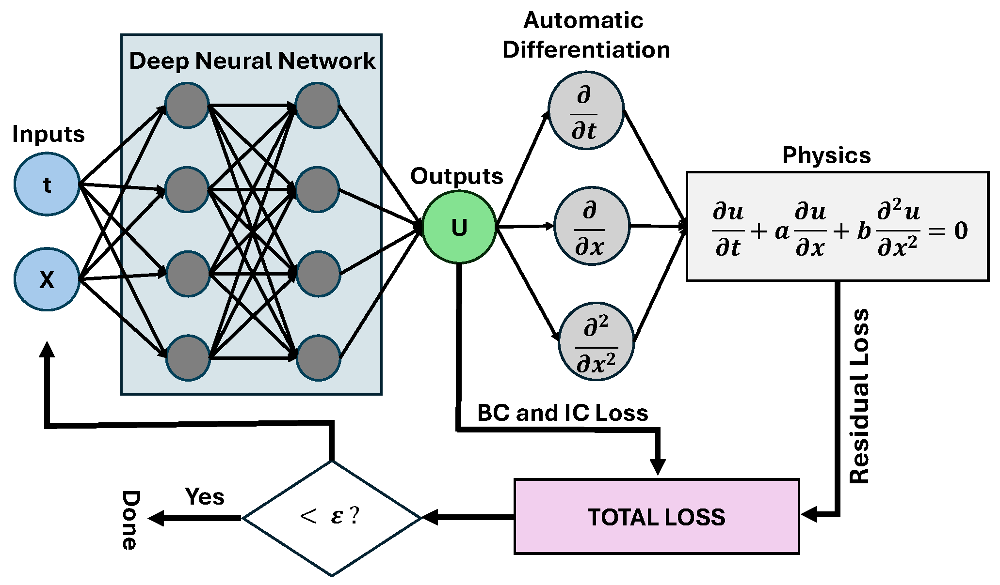 Automatic
Differentiation
Deep Neural Network
Inputs
t
X
Outputs
U
∂/∂t
∂/∂x
∂²/∂x²
Physics
∂u/∂t + a ∂u/∂x + b ∂²u/∂x² = 0
Residual Loss
BC and IC Loss
TOTAL LOSS
< ε ?
Yes
Done